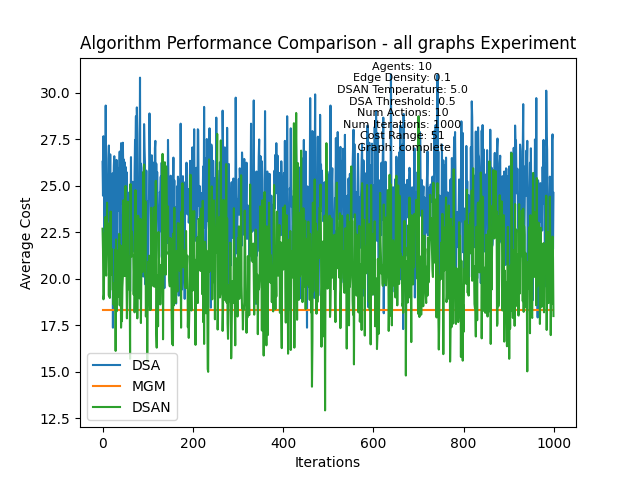 Algorithm Performance Comparison - all graphs Experiment
Agents: 10
Edge Density: 0.1
DSAN Temperature: 5.0
DSA Threshold: 0.5
Num Actions: 10
Num Iterations: 1000
Cost Range: 51
Graph: complete
Average Cost
30.0
27.5
25.0
22.5
20.0
17.5
15.0
12.5
DSA
MGM
DSAN
0
200
400
600
800
1000
Iterations